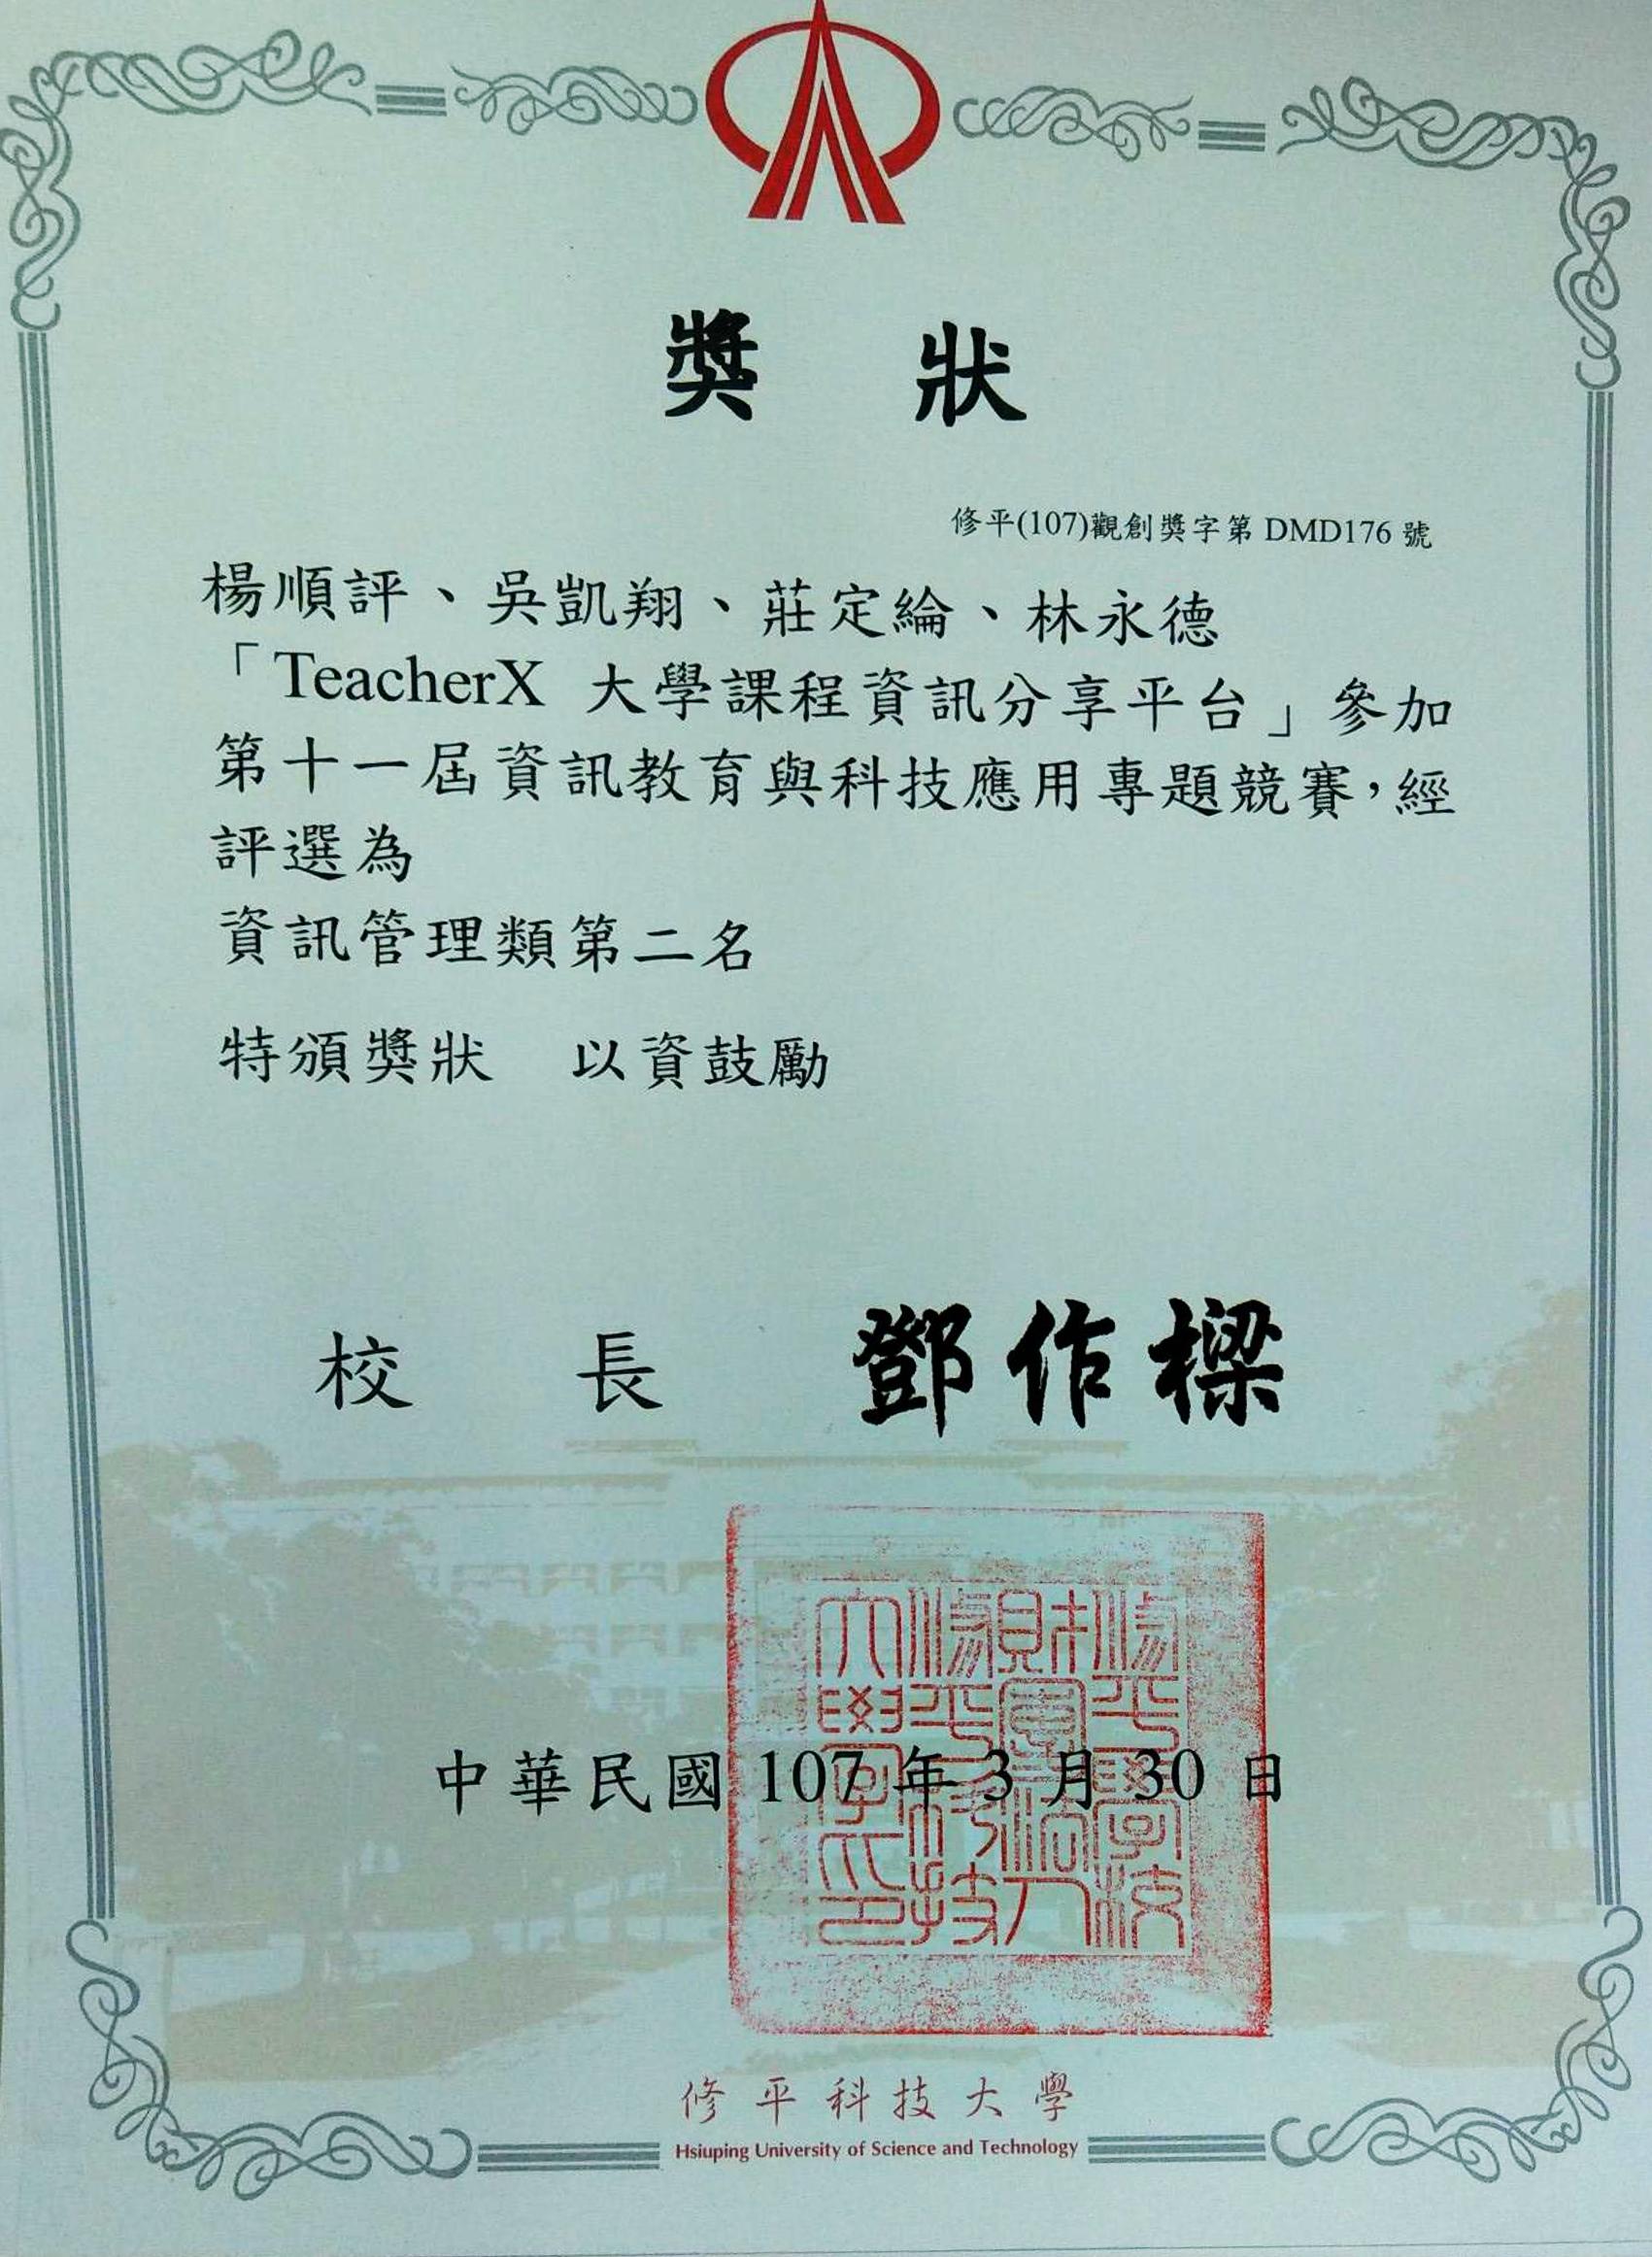 獎狀
修平(107)觀創獎字第 DMD176 號
楊順評、吳凱翔、莊定綸、林永德
「TeacherX 大學課程資訊分享平台」參加
第十一屆資訊教育與科技應用專題競賽,經
評選為
資訊管理類第二名
特頒獎狀　以資鼓勵
校長 鄧作樑
中華民國 107 年 3 月 30 日
修平科技大學
Hsiuping University of Science and Technology